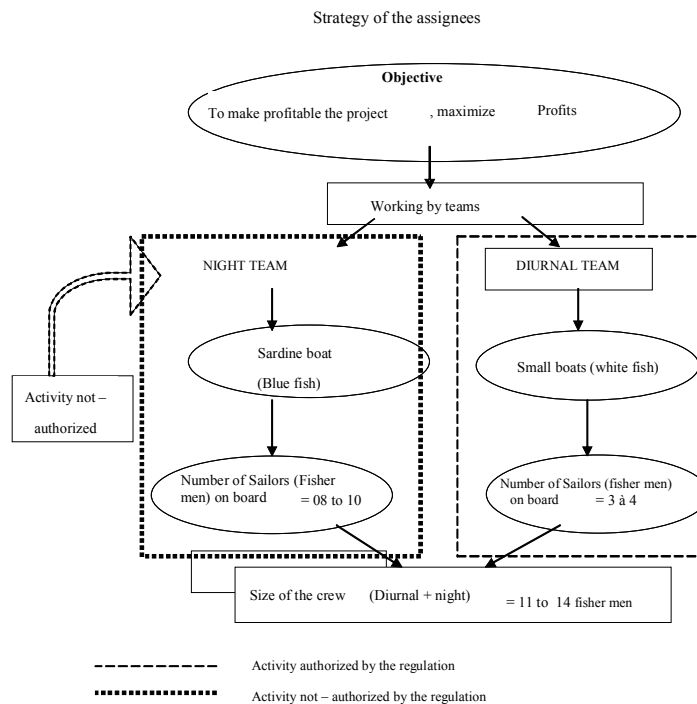 Strategy of the assignees
Objective
To make profitable the project , maximize Profits
Working by teams
NIGHT TEAM
DIURNAL TEAM
Sardine boat
(Blue fish)
Small boats (white fish)
Activity not –
authorized
Number of Sailors (Fisher
men) on board = 08 to 10
Number of Sailors (fisher men)
on board = 3 à 4
Size of the crew (Diurnal + night) = 11 to 14 fisher men
Activity authorized by the regulation
Activity not – authorized by the regulation